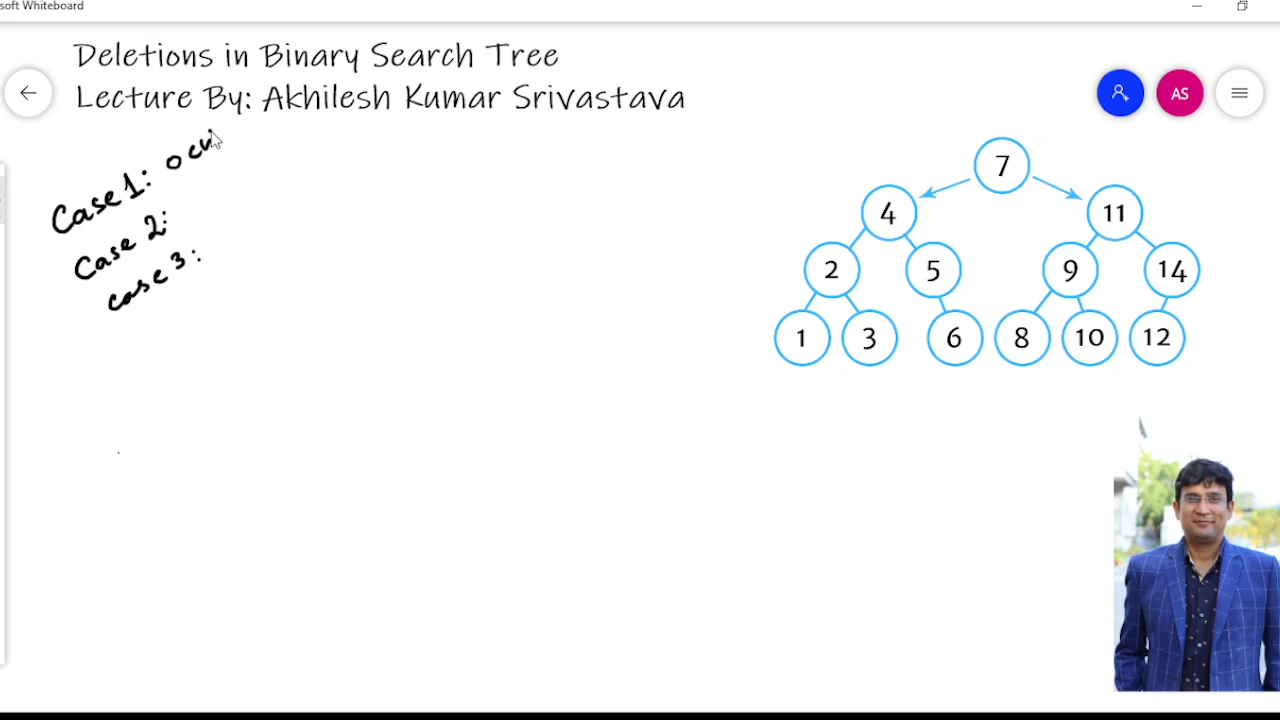 soft Whiteboard
Deletions in Binary Search Tree
Lecture By: Akhilesh Kumar Srivastava
AS
Case 1: 0
Case 2:
Case 3:
7
4 11
2 5 9 14
1 3 6 8 10 12